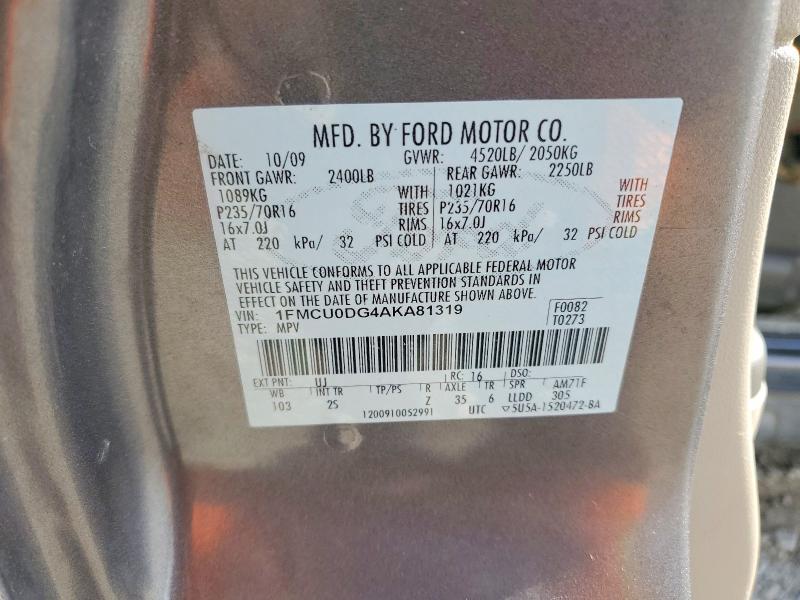 MFD. BY FORD MOTOR CO.
DATE: 10/09 GVWR: 4520LB/ 2050KG
FRONT GAWR: 2400LB REAR GAWR: 2250LB
1089KG WITH 1021KG WITH
P235/70R16 TIRES P235/70R16 TIRES
16x7.0J RIMS 16x7.0J RIMS
AT 220 kPa/ 32 PSI COLD AT 220 kPa/ 32 PSI COLD
THIS VEHICLE CONFORMS TO ALL APPLICABLE FEDERAL MOTOR
VEHICLE SAFETY AND THEFT PREVENTION STANDARDS IN
EFFECT ON THE DATE OF MANUFACTURE SHOWN ABOVE.
VIN: 1FMCU0DG4AKA81319 F0082
TYPE: MPV T0273
EXT PNT: UJ RC: 16 DSO:
WB INT TR TP/PS R AXLE TR SPR AM71F
103 2S Z 35 6 LLDD 305
1200910052991 UTC ▽5U5A-1520472-BA